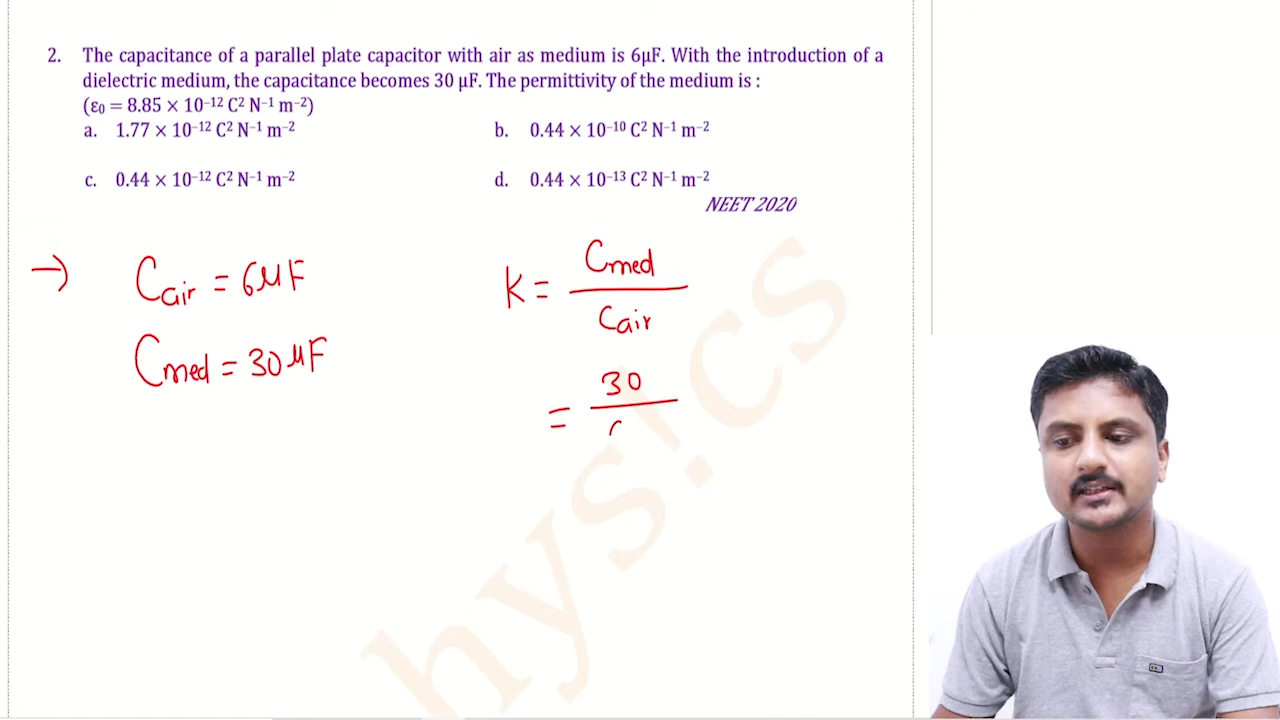 2. The capacitance of a parallel plate capacitor with air as medium is 6μF. With the introduction of a
dielectric medium, the capacitance becomes 30 μF. The permittivity of the medium is :
(ε₀ = 8.85 × 10⁻¹² C² N⁻¹ m⁻²)
a. 1.77 × 10⁻¹² C² N⁻¹ m⁻²
b. 0.44 × 10⁻¹⁰ C² N⁻¹ m⁻²
c. 0.44 × 10⁻¹² C² N⁻¹ m⁻²
d. 0.44 × 10⁻¹³ C² N⁻¹ m⁻²
NEET 2020
→ Cair = 6μF
Cmed = 30μF
K = Cmed / Cair
= 30 /
hys!cs